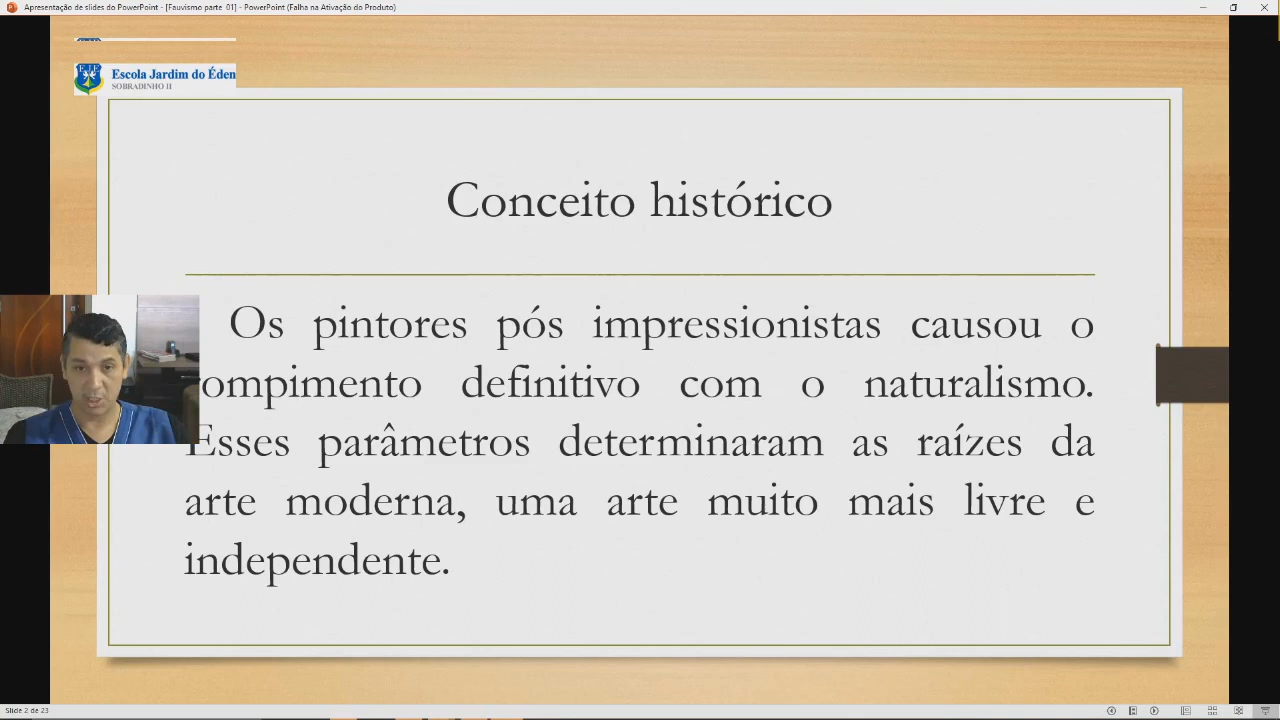 Apresentação de slides do PowerPoint - [Fauvismo parte 01] - PowerPoint (Falha na Ativação do Produto)
E J E
Escola Jardim do Éden
SOBRADINHO II
Conceito histórico
Os pintores pós impressionistas causou o
rompimento definitivo com o naturalismo.
Esses parâmetros determinaram as raízes da
arte moderna, uma arte muito mais livre e
independente.
Slide 2 de 23